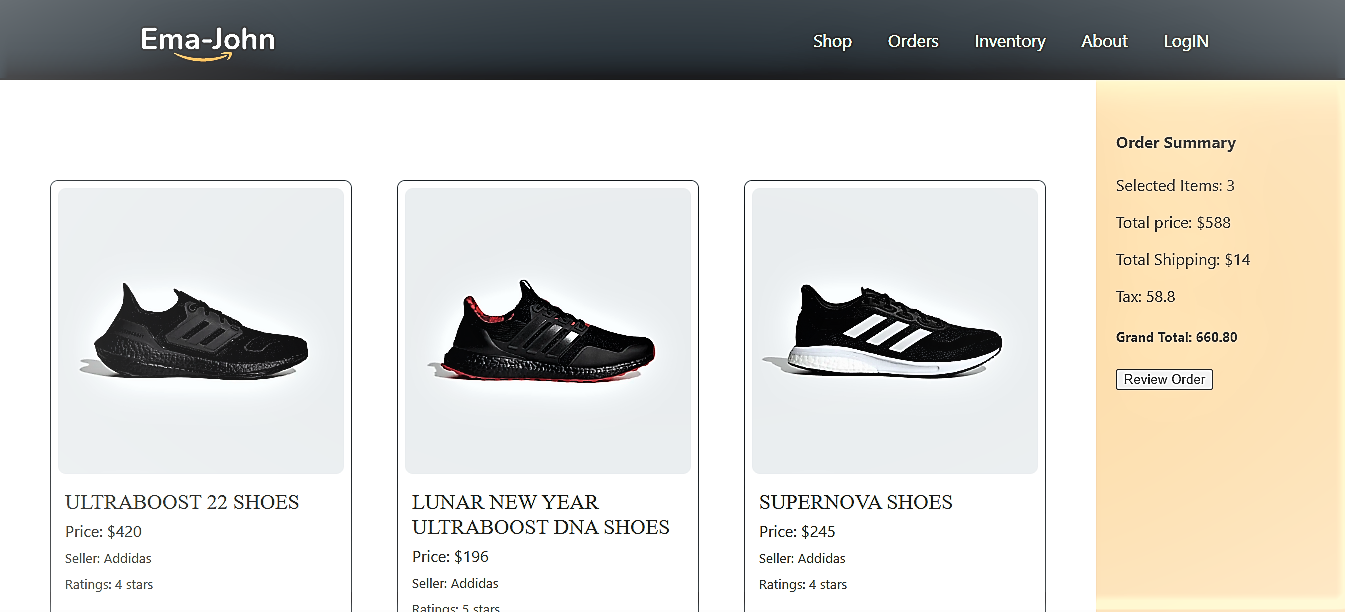 Ema-John
Shop Orders Inventory About LogIN
Order Summary
Selected Items: 3
Total price: $588
Total Shipping: $14
Tax: 58.8
Grand Total: 660.80
Review Order
ULTRABOOST 22 SHOES
Price: $420
Seller: Addidas
Ratings: 4 stars
LUNAR NEW YEAR
ULTRABOOST DNA SHOES
Price: $196
Seller: Addidas
Ratings: 5 stars
SUPERNOVA SHOES
Price: $245
Seller: Addidas
Ratings: 4 stars